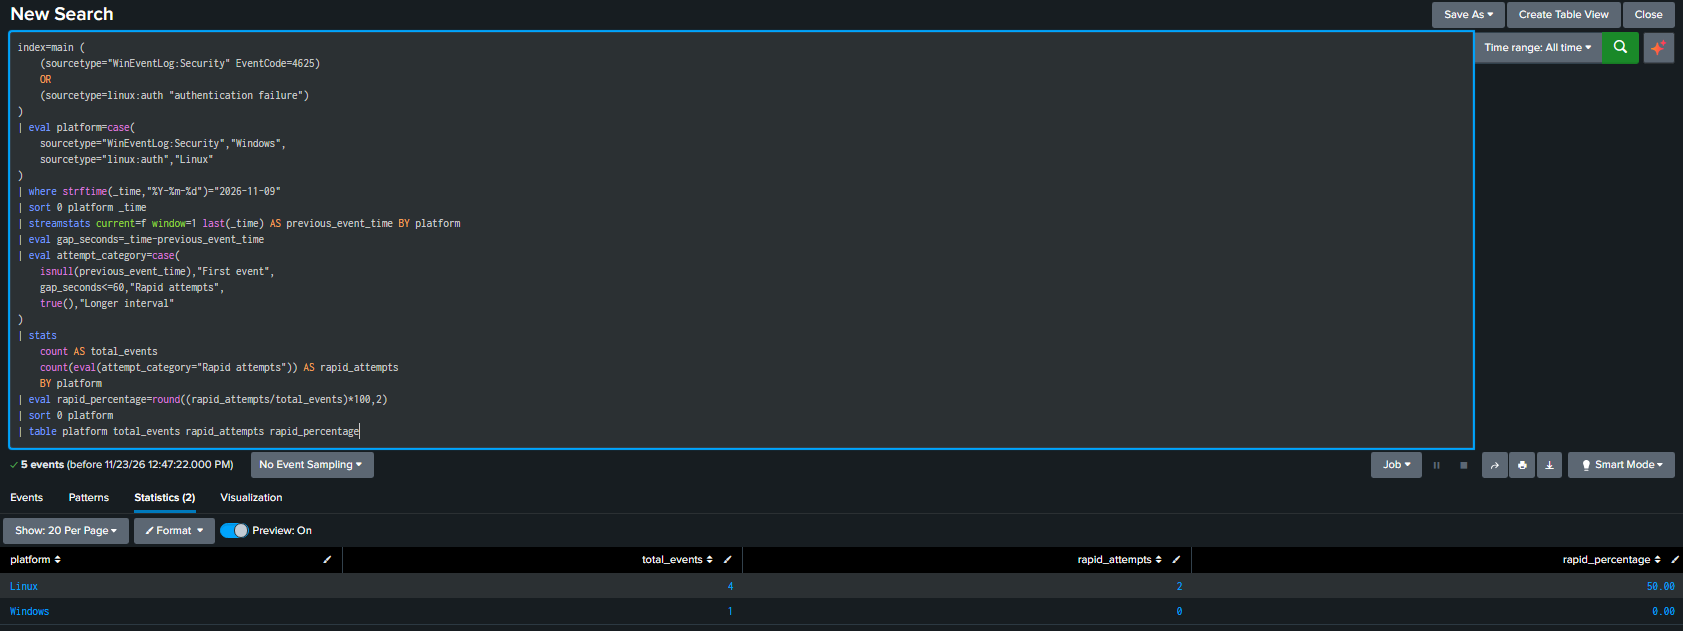 New Search
Save As Create Table View Close
index=main (
(sourcetype="WinEventLog:Security" EventCode=4625)
OR
(sourcetype=linux:auth "authentication failure")
)
| eval platform=case(
sourcetype="WinEventLog:Security","Windows",
sourcetype="linux:auth","Linux"
)
| where strftime(_time,"%Y-%m-%d")="2026-11-09"
| sort 0 platform _time
| streamstats current=f window=1 last(_time) AS previous_event_time BY platform
| eval gap_seconds=_time-previous_event_time
| eval attempt_category=case(
isnull(previous_event_time),"First event",
gap_seconds<=60,"Rapid attempts",
true(),"Longer interval"
)
| stats
count AS total_events
count(eval(attempt_category="Rapid attempts")) AS rapid_attempts
BY platform
| eval rapid_percentage=round((rapid_attempts/total_events)*100,2)
| sort 0 platform
| table platform total_events rapid_attempts rapid_percentage
Time range: All time
5 events (before 11/23/26 12:47:22.000 PM) No Event Sampling Job Smart Mode
Events Patterns Statistics (2) Visualization
Show: 20 Per Page Format Preview: On
platform total_events rapid_attempts rapid_percentage
Linux 4 2 50.00
Windows 1 0 0.00